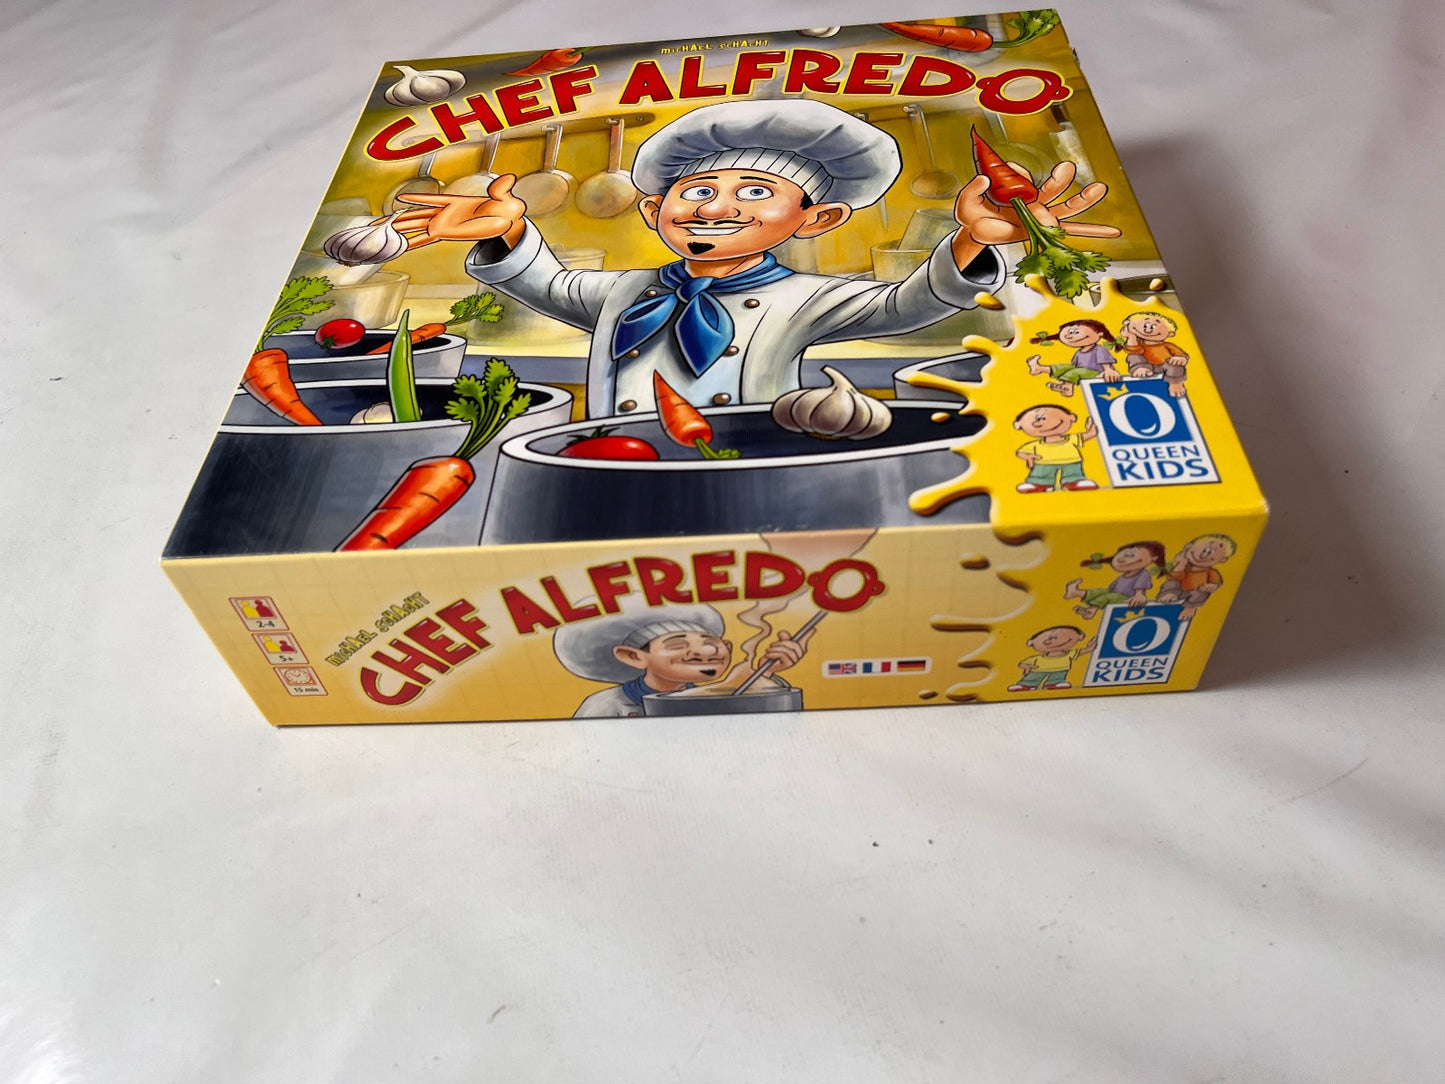 MICHAEL SCHACHT
CHEF ALFREDO
QUEEN
KIDS
MICHAEL SCHACHT
CHEF ALFREDO
2-4
5+
15 min
QUEEN
KIDS